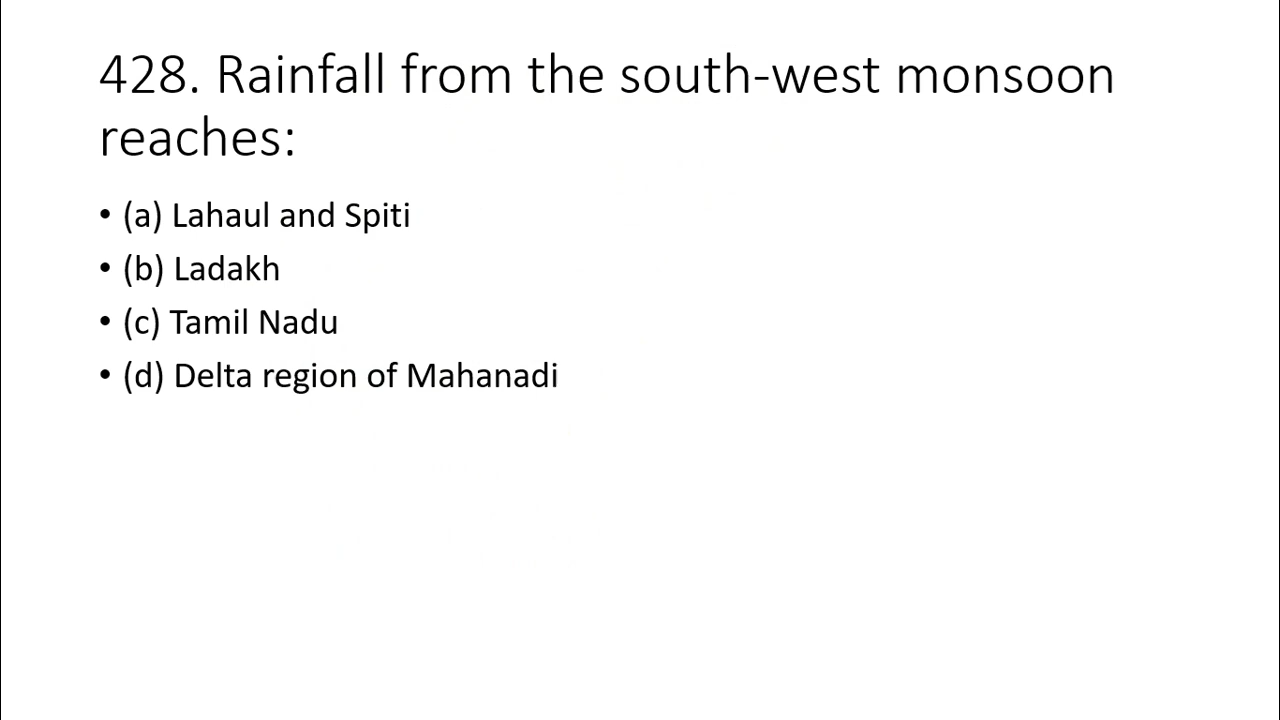 428. Rainfall from the south-west monsoon
reaches:
• (a) Lahaul and Spiti
• (b) Ladakh
• (c) Tamil Nadu
• (d) Delta region of Mahanadi